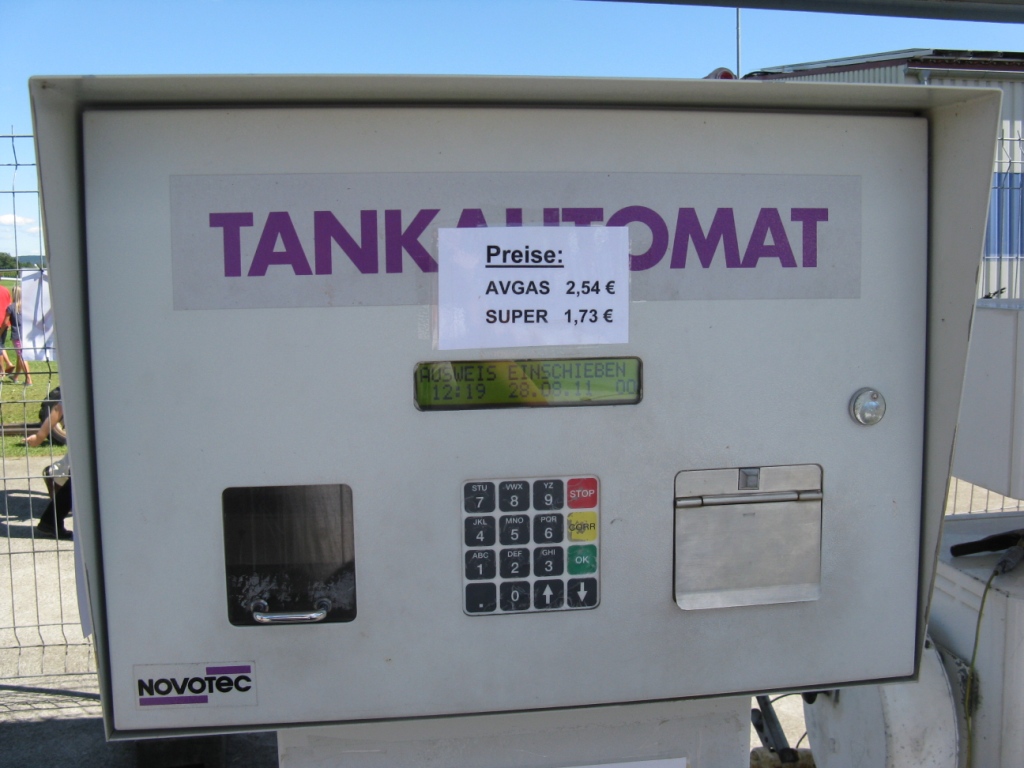 TANKAUTOMAT
Preise:
AVGAS 2,54 €
SUPER 1,73 €
AUSWEIS EINSCHIEBEN
12:19 28.08.11 00
STU VWX YZ
7 8 9 STOP
JKL MNO PQR
4 5 6 CORR
ABC DEF GHI
1 2 3 OK
. 0 ↑ ↓
NOVOTEC